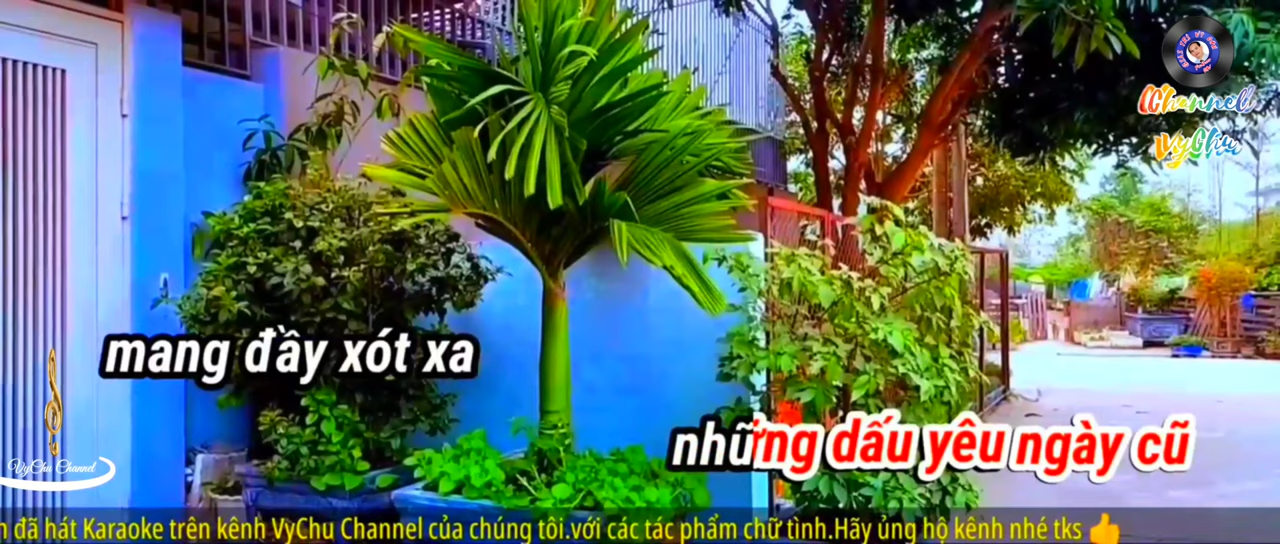 Channel
VyChu
mang đầy xót xa
những dấu yêu ngày cũ
VyChu Channel
đã hát Karaoke trên kênh VyChu Channel của chúng tôi.với các tác phẩm chữ tình.Hãy ủng hộ kênh nhé tks 👍